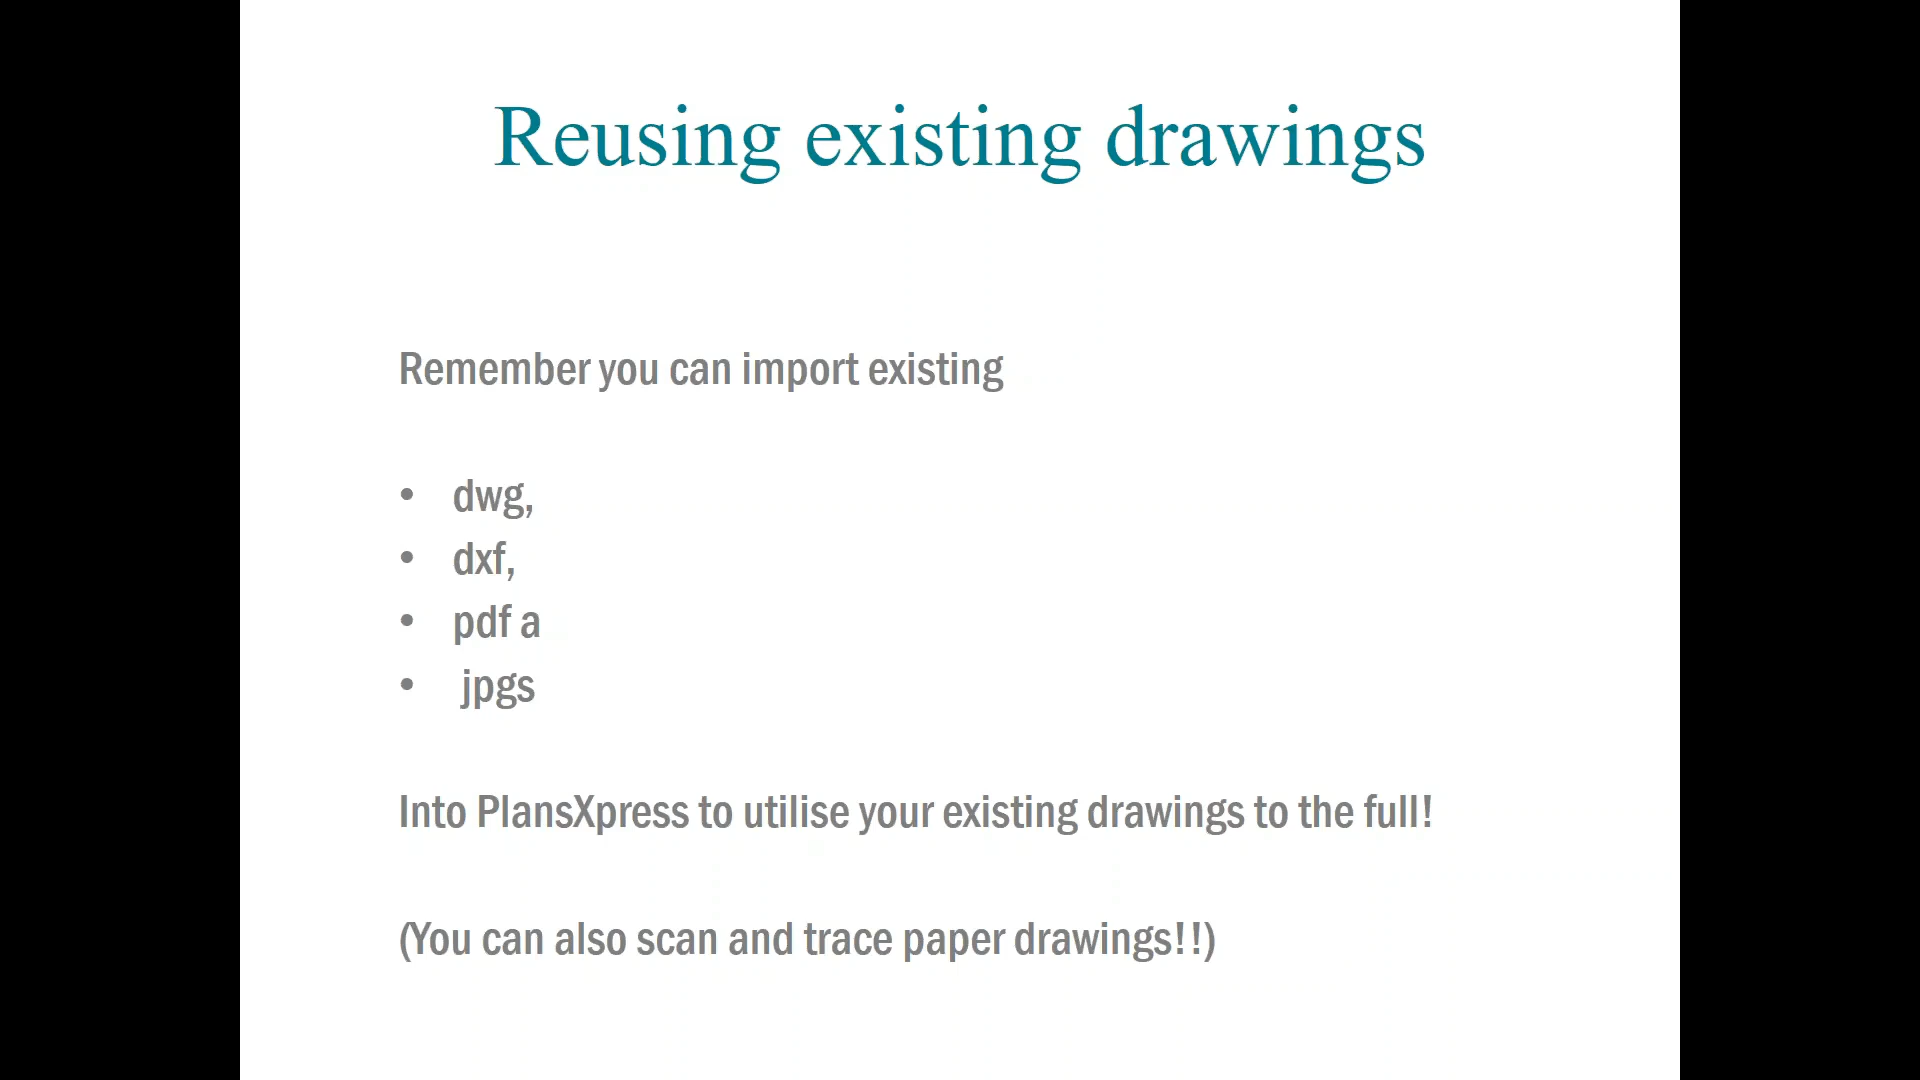 Reusing existing drawings
Remember you can import existing
• dwg,
• dxf,
• pdf a
• jpgs
Into PlansXpress to utilise your existing drawings to the full!
(You can also scan and trace paper drawings!!)